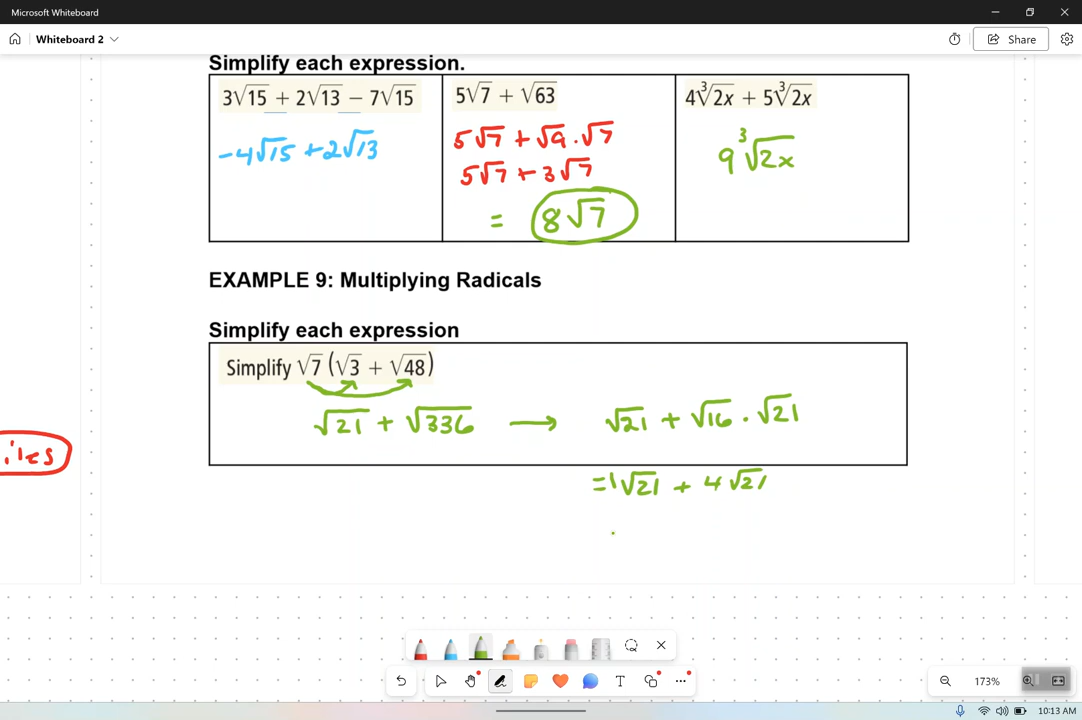 Microsoft Whiteboard
Whiteboard 2
Share
Simplify each expression.
3√15 + 2√13 − 7√15
-4√15 + 2√13
5√7 + √63
5√7 + √9 . √7
5√7 + 3√7
= 8√7
4∛2x + 5∛2x
9∛2x
EXAMPLE 9: Multiplying Radicals
Simplify each expression
Simplify √7 (√3 + √48)
√21 + √336 → √21 + √16 . √21
= 1√21 + 4√21
iles
173%
10:13 AM